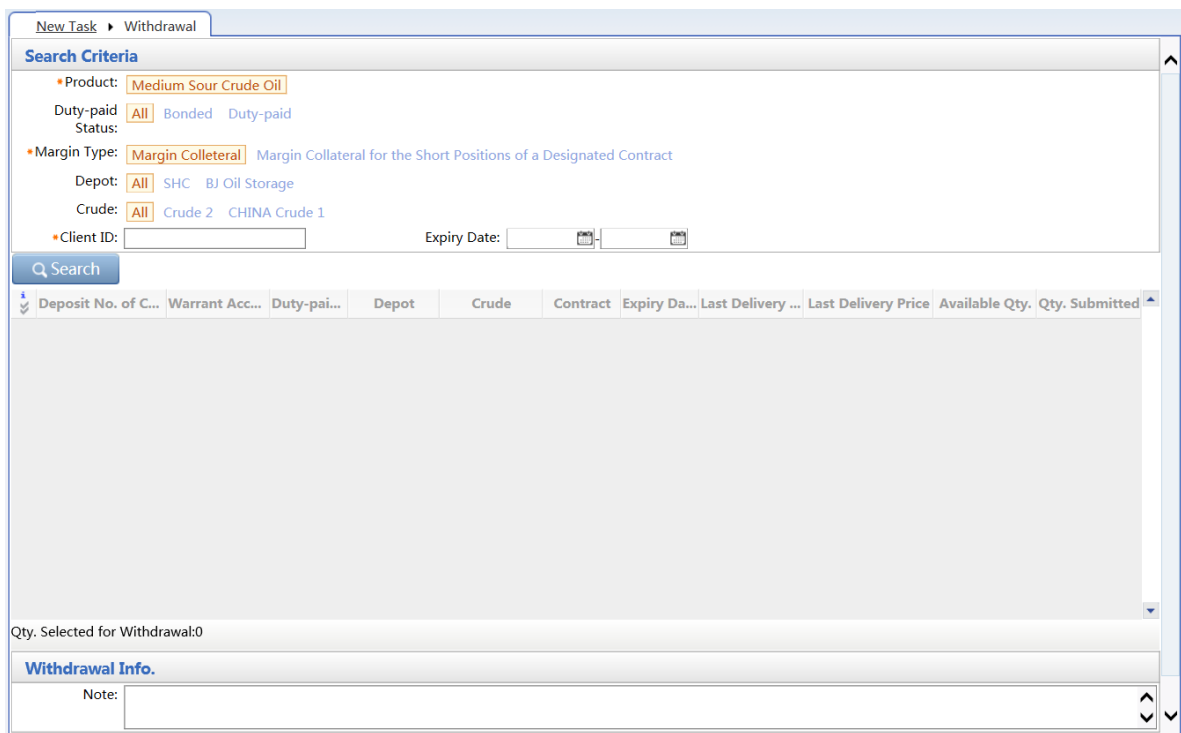 New Task ▸ Withdrawal
Search Criteria
*Product: Medium Sour Crude Oil
Duty-paid Status: All Bonded Duty-paid
*Margin Type: Margin Colleteral Margin Collateral for the Short Positions of a Designated Contract
Depot: All SHC BJ Oil Storage
Crude: All Crude 2 CHINA Crude 1
*Client ID: Expiry Date: -
Search
Deposit No. of C... Warrant Acc... Duty-pai... Depot Crude Contract Expiry Da... Last Delivery ... Last Delivery Price Available Qty. Qty. Submitted
Qty. Selected for Withdrawal:0
Withdrawal Info.
Note: